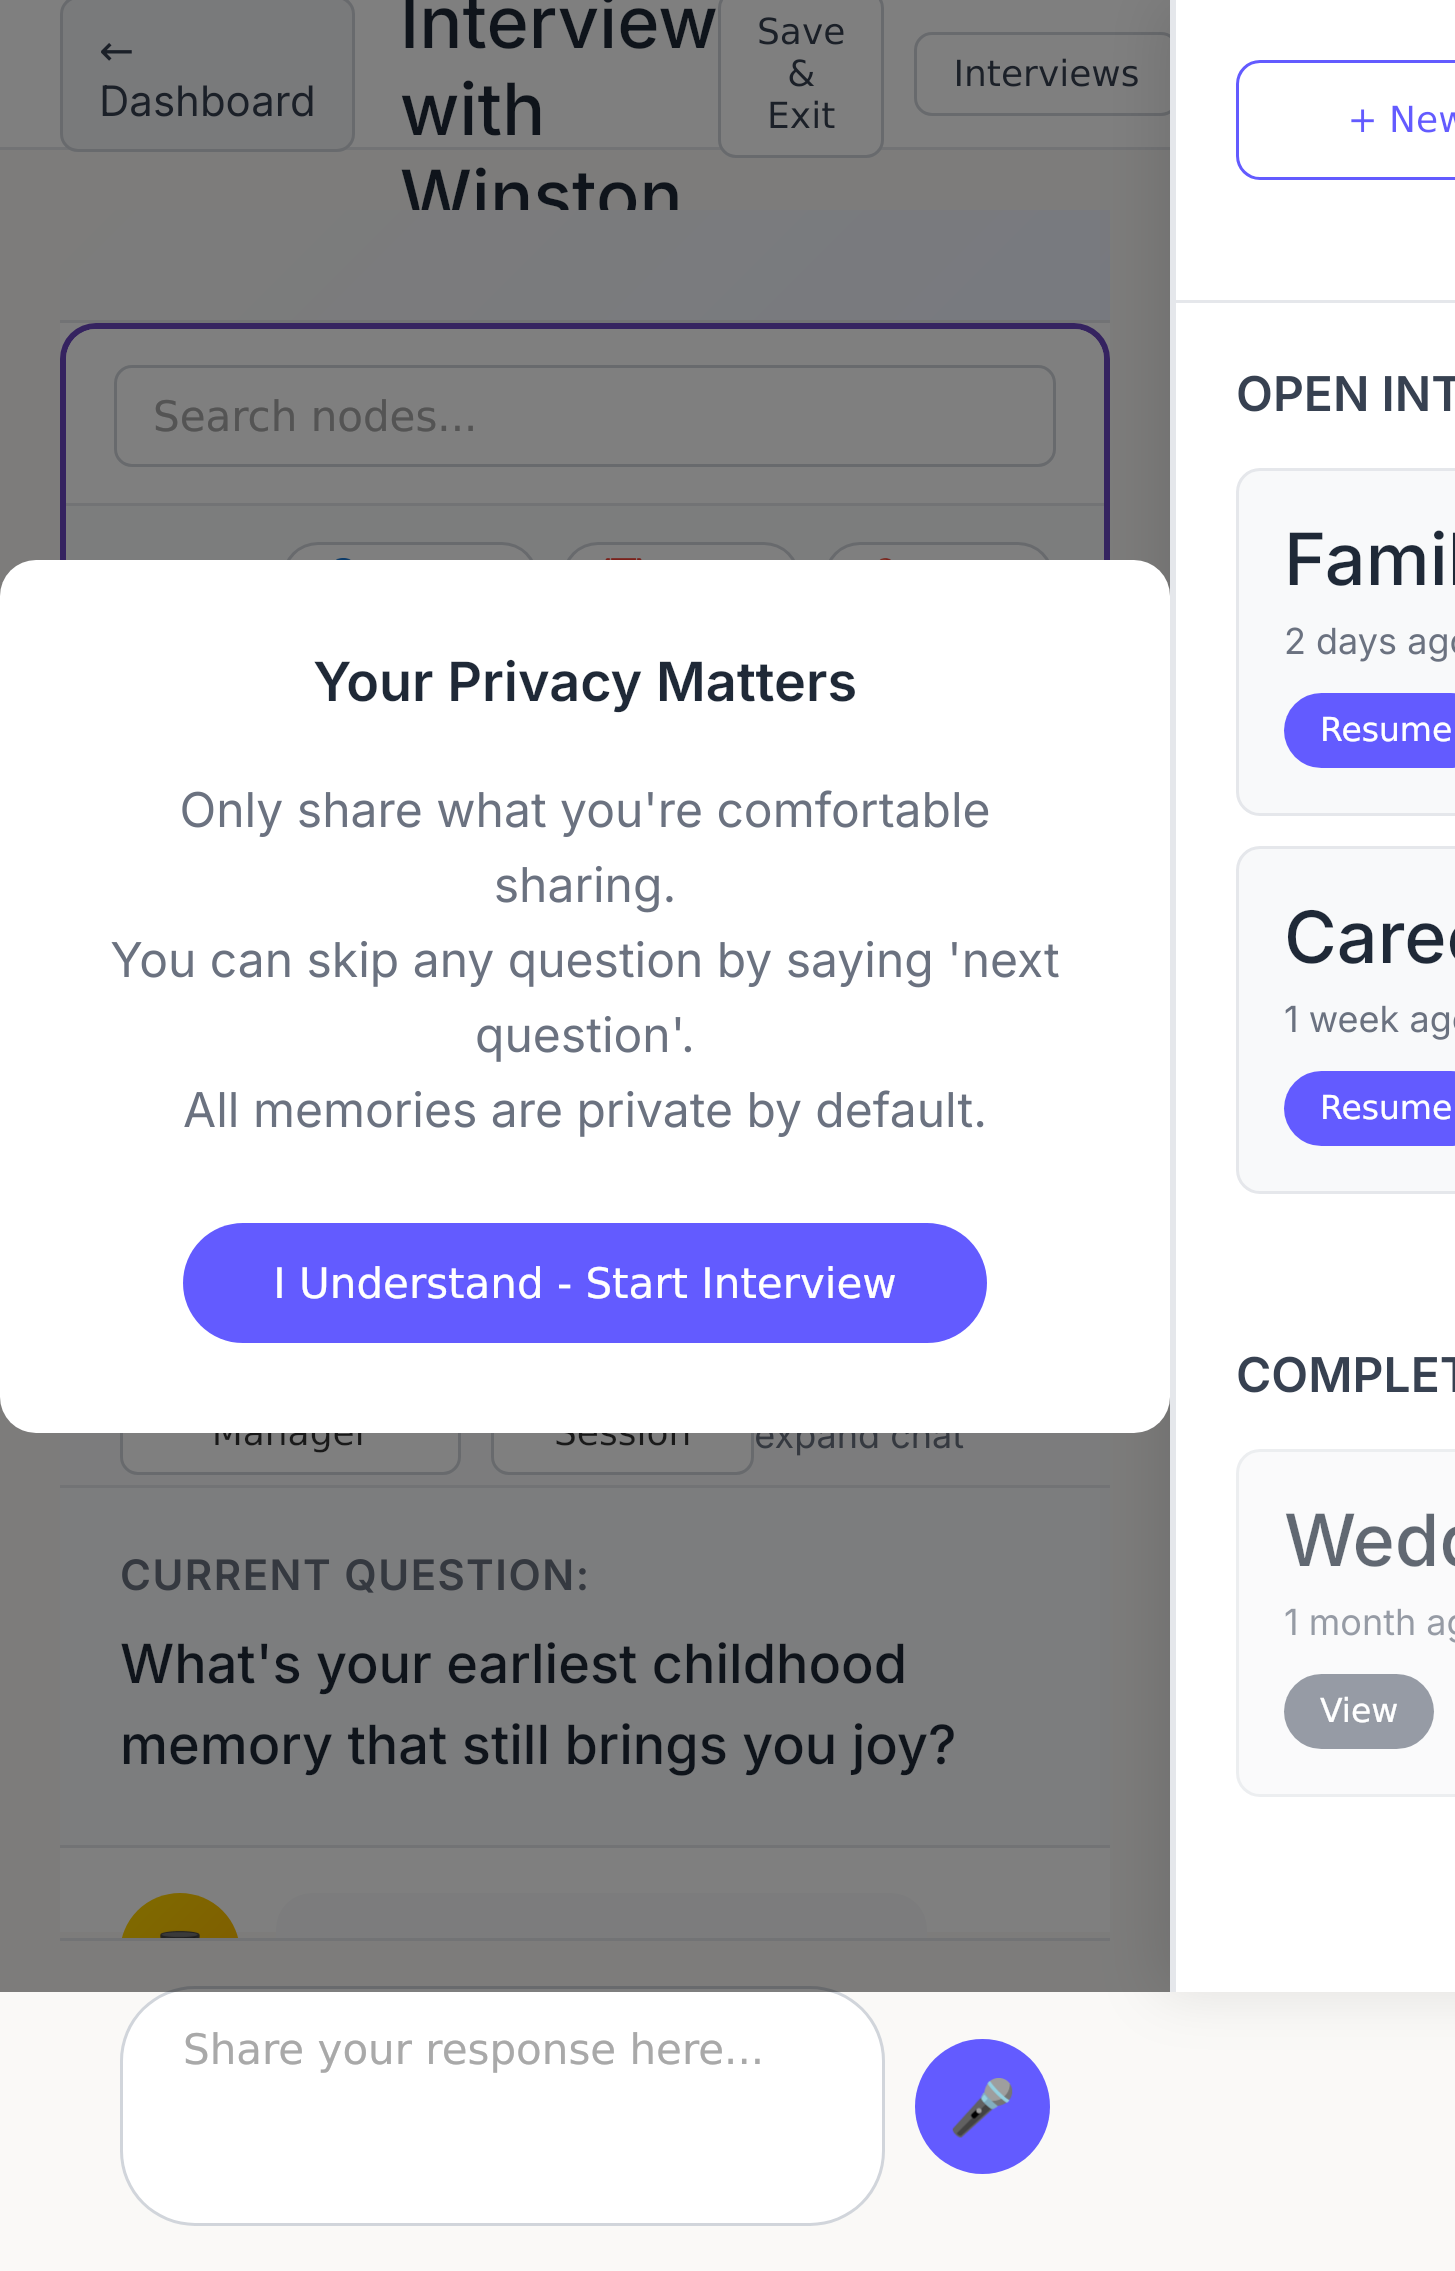 ←
Dashboard
Interview
with
Winston
Save
&
Exit
Interviews
Search nodes...
Your Privacy Matters
Only share what you're comfortable
sharing.
You can skip any question by saying 'next
question'.
All memories are private by default.
I Understand - Start Interview
Manager
Session
expand chat
CURRENT QUESTION:
What's your earliest childhood
memory that still brings you joy?
Share your response here...
+ New
OPEN INT
Famil
2 days ago
Resume
Caree
1 week ago
Resume
COMPLET
Wedd
1 month ag
View